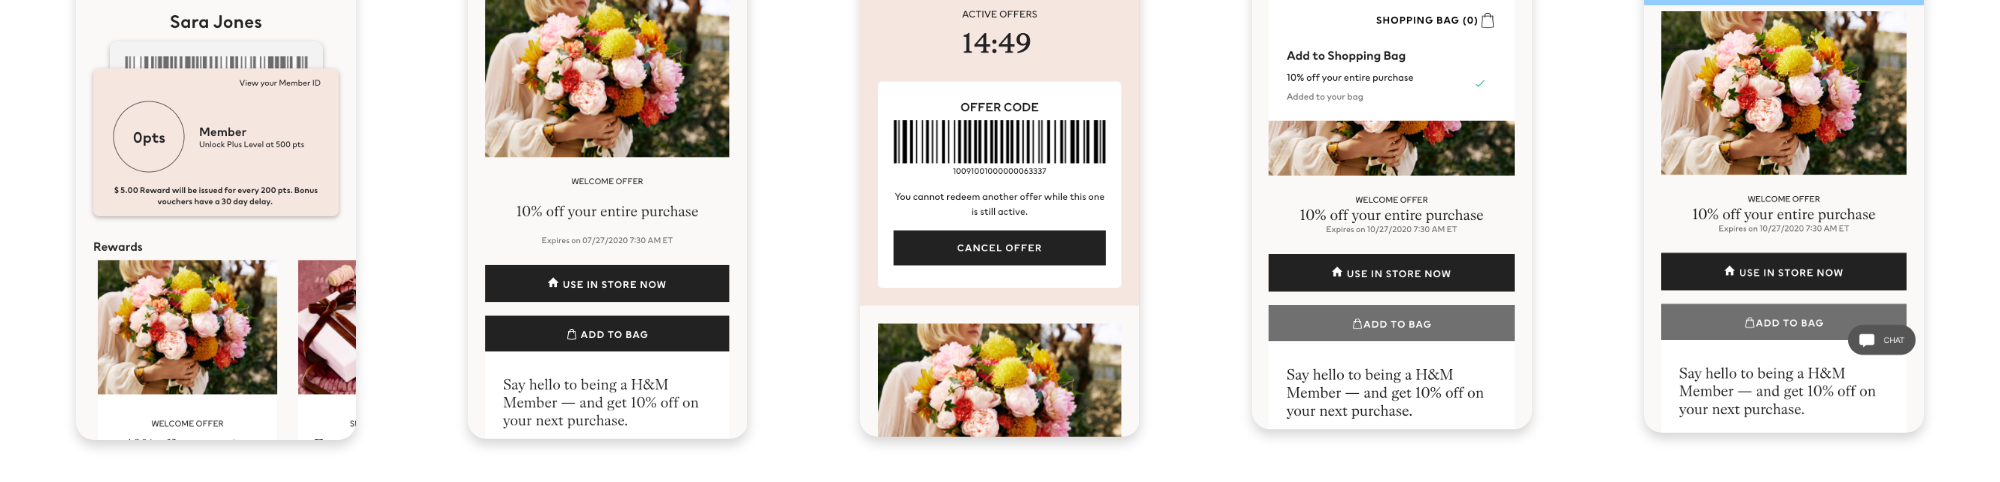 Sara Jones
View your Member ID
0pts
Member
Unlock Plus Level at 500 pts
$ 5.00 Reward will be issued for every 200 pts. Bonus
vouchers have a 30 day delay.
Rewards
WELCOME OFFER
WELCOME OFFER
10% off your entire purchase
Expires on 07/27/2020 7:30 AM ET
USE IN STORE NOW
ADD TO BAG
Say hello to being a H&M
Member — and get 10% off on
your next purchase.
ACTIVE OFFERS
14:49
OFFER CODE
10091001000000063337
You cannot redeem another offer while this one
is still active.
CANCEL OFFER
SHOPPING BAG (0)
Add to Shopping Bag
10% off your entire purchase
Added to your bag
WELCOME OFFER
10% off your entire purchase
Expires on 10/27/2020 7:30 AM ET
USE IN STORE NOW
ADD TO BAG
Say hello to being a H&M
Member — and get 10% off on
your next purchase.
WELCOME OFFER
10% off your entire purchase
Expires on 10/27/2020 7:30 AM ET
USE IN STORE NOW
ADD TO BAG
CHAT
Say hello to being a H&M
Member — and get 10% off on
your next purchase.